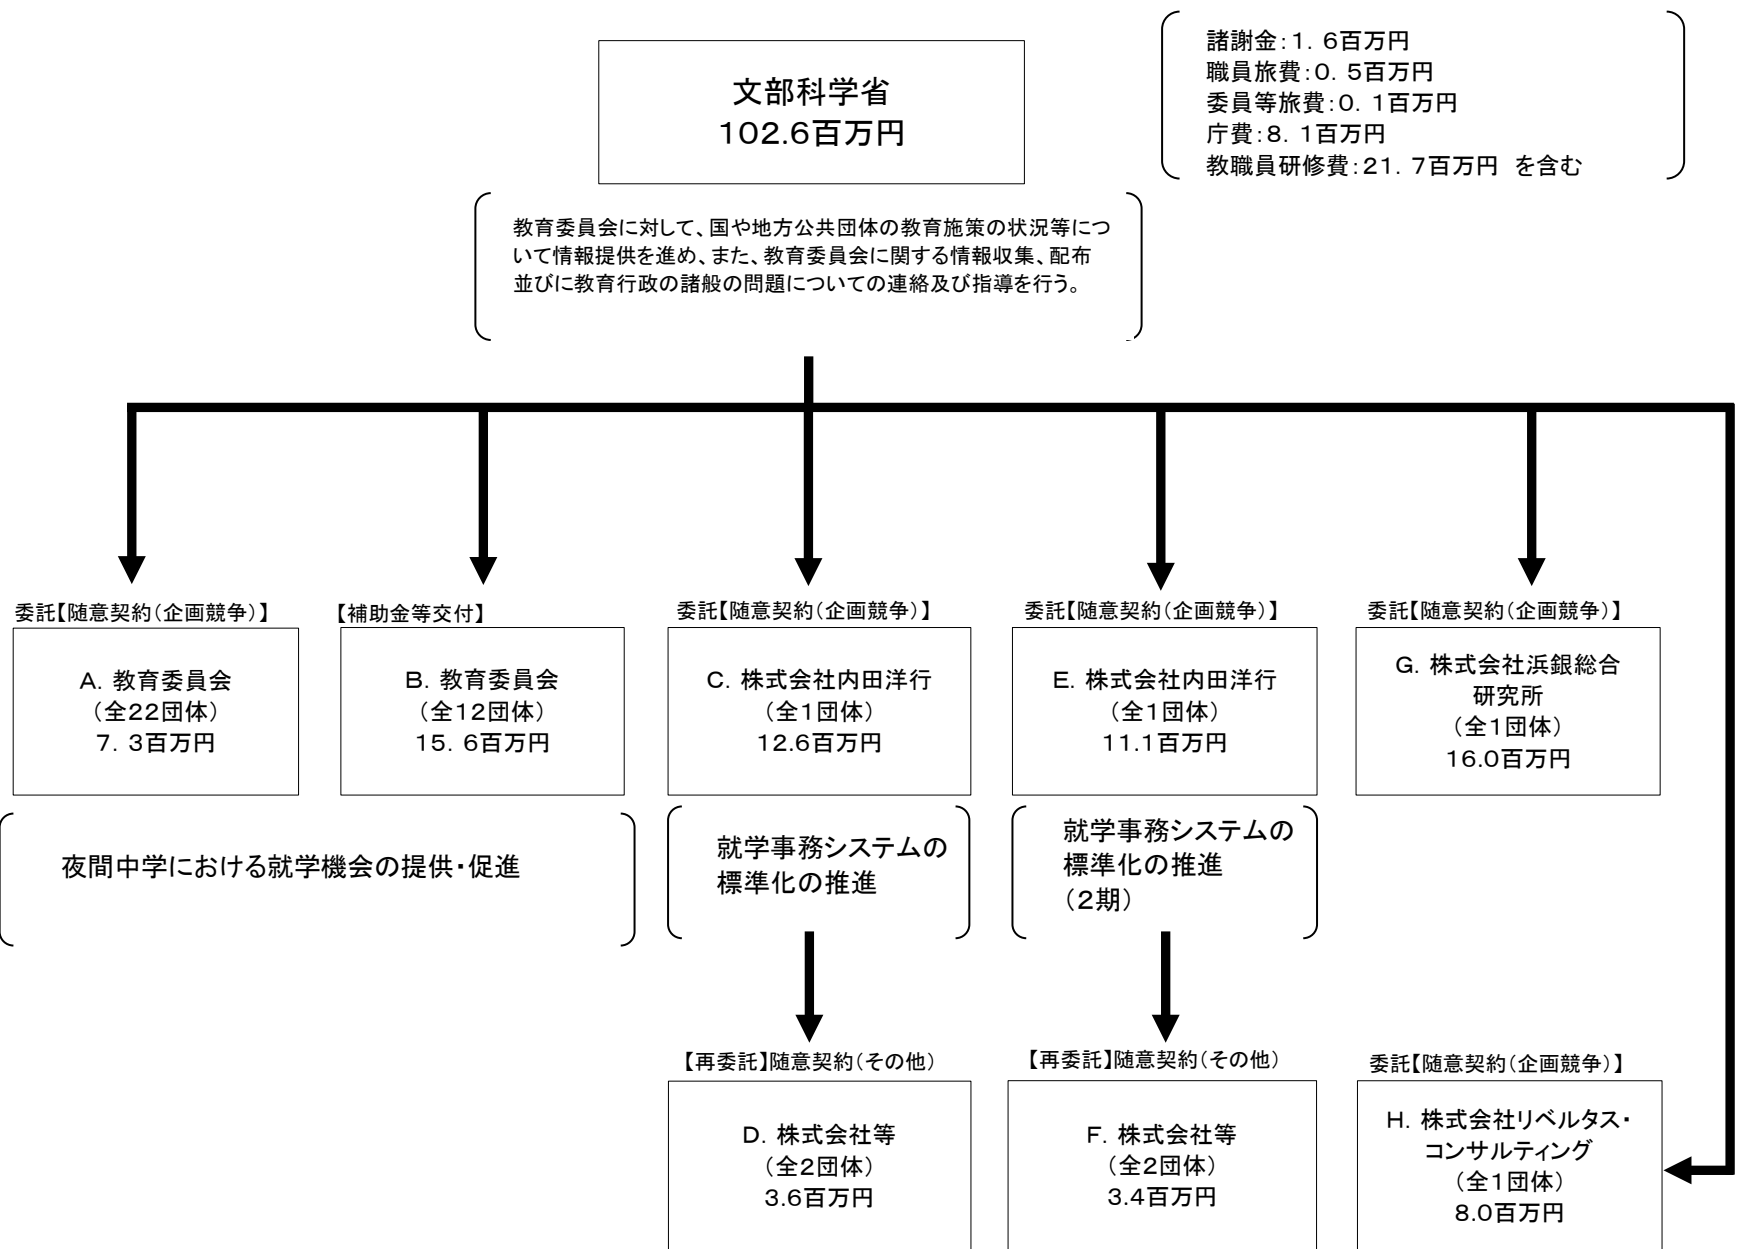 文部科学省
102.6百万円
諸謝金:1．6百万円
職員旅費:0．5百万円
委員等旅費:0．1百万円
庁費:8．1百万円
教職員研修費:21．7百万円 を含む
教育委員会に対して、国や地方公共団体の教育施策の状況等につ
いて情報提供を進め、また、教育委員会に関する情報収集、配布
並びに教育行政の諸般の問題についての連絡及び指導を行う。
委託【随意契約(企画競争)】
A．教育委員会
(全22団体)
7．3百万円
【補助金等交付】
B．教育委員会
(全12団体)
15．6百万円
委託【随意契約(企画競争)】
C．株式会社内田洋行
(全1団体)
12.6百万円
委託【随意契約(企画競争)】
E．株式会社内田洋行
(全1団体)
11.1百万円
委託【随意契約(企画競争)】
G．株式会社浜銀総合
研究所
(全1団体)
16.0百万円
夜間中学における就学機会の提供・促進
就学事務システムの
標準化の推進
就学事務システムの
標準化の推進
(2期)
【再委託】随意契約(その他)
D．株式会社等
(全2団体)
3.6百万円
【再委託】随意契約(その他)
F．株式会社等
(全2団体)
3.4百万円
委託【随意契約(企画競争)】
H．株式会社リベルタス・
コンサルティング
(全1団体)
8.0百万円